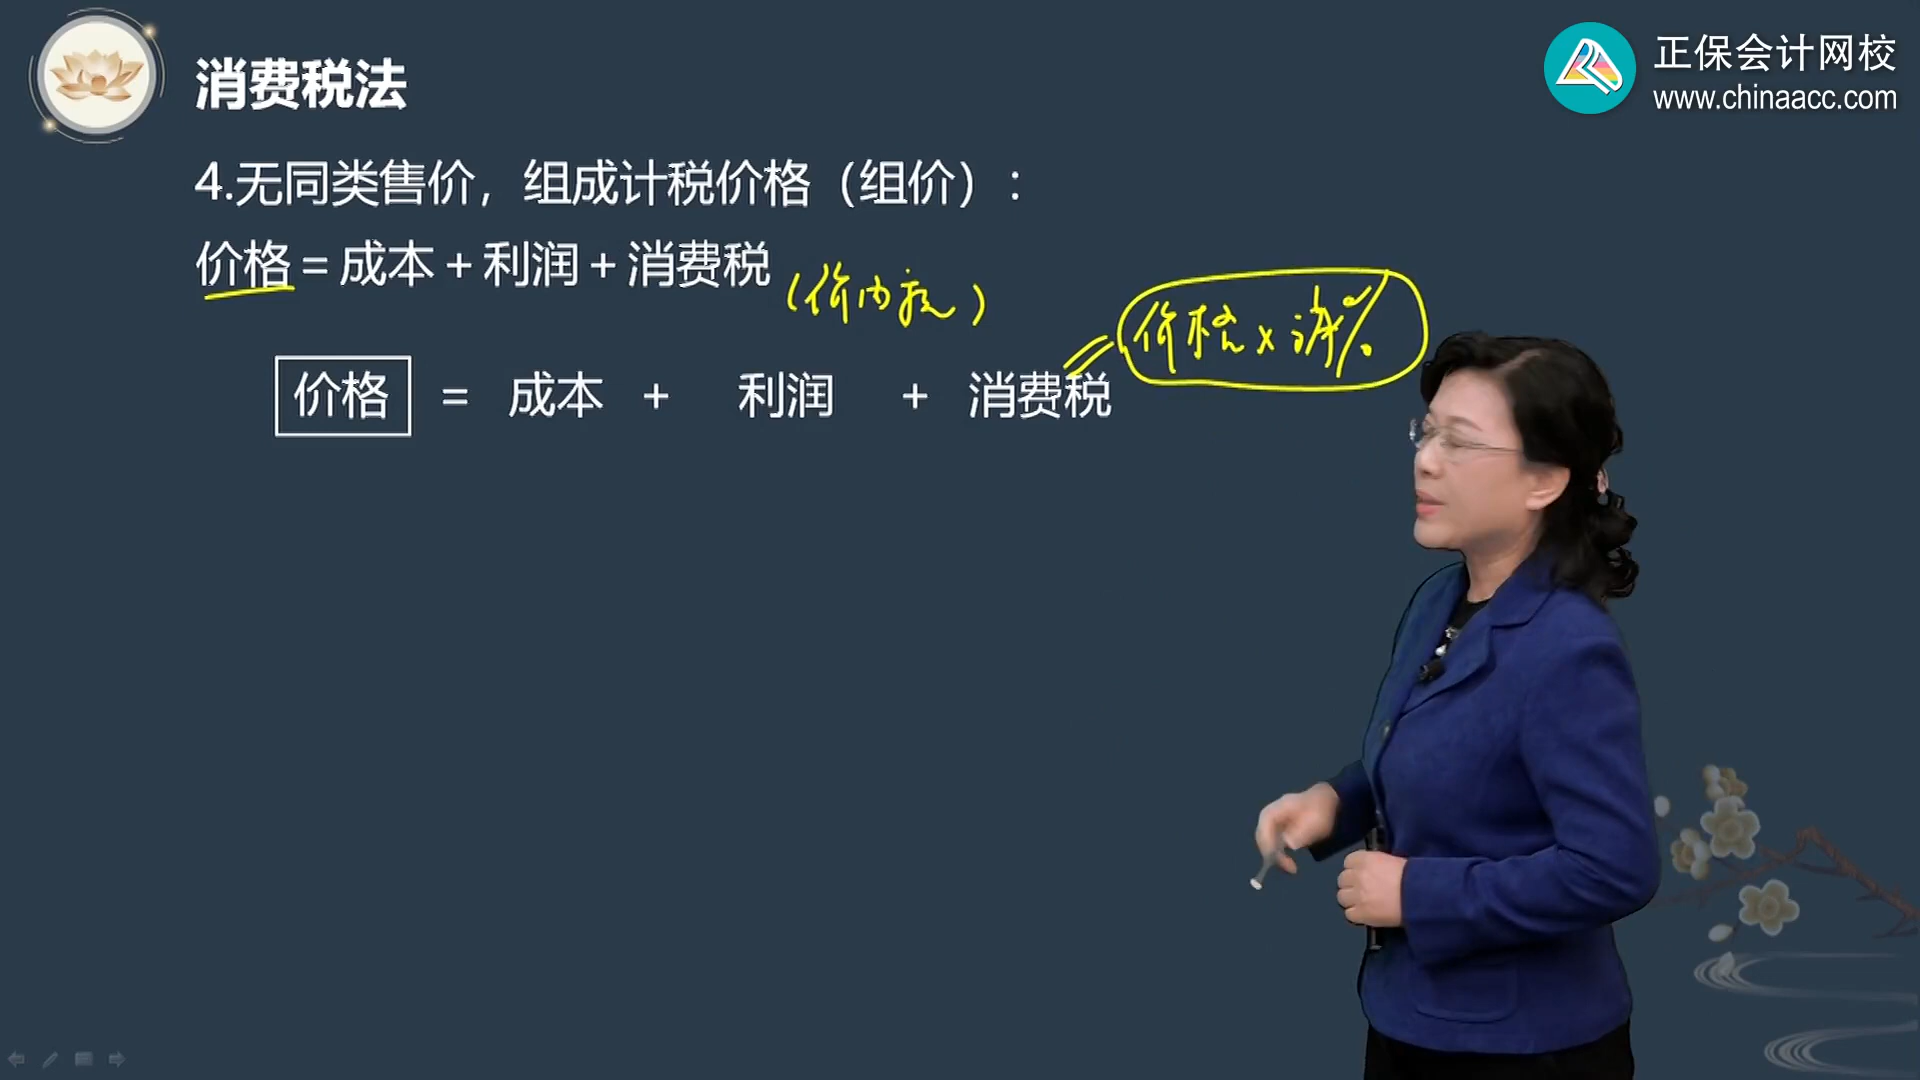 消费税法
正保会计网校
www.chinaacc.com
4.无同类售价，组成计税价格（组价）：
价格＝成本＋利润＋消费税
（价内税）
价格 ＝ 成本 ＋ 利润 ＋ 消费税
＝价格×消%